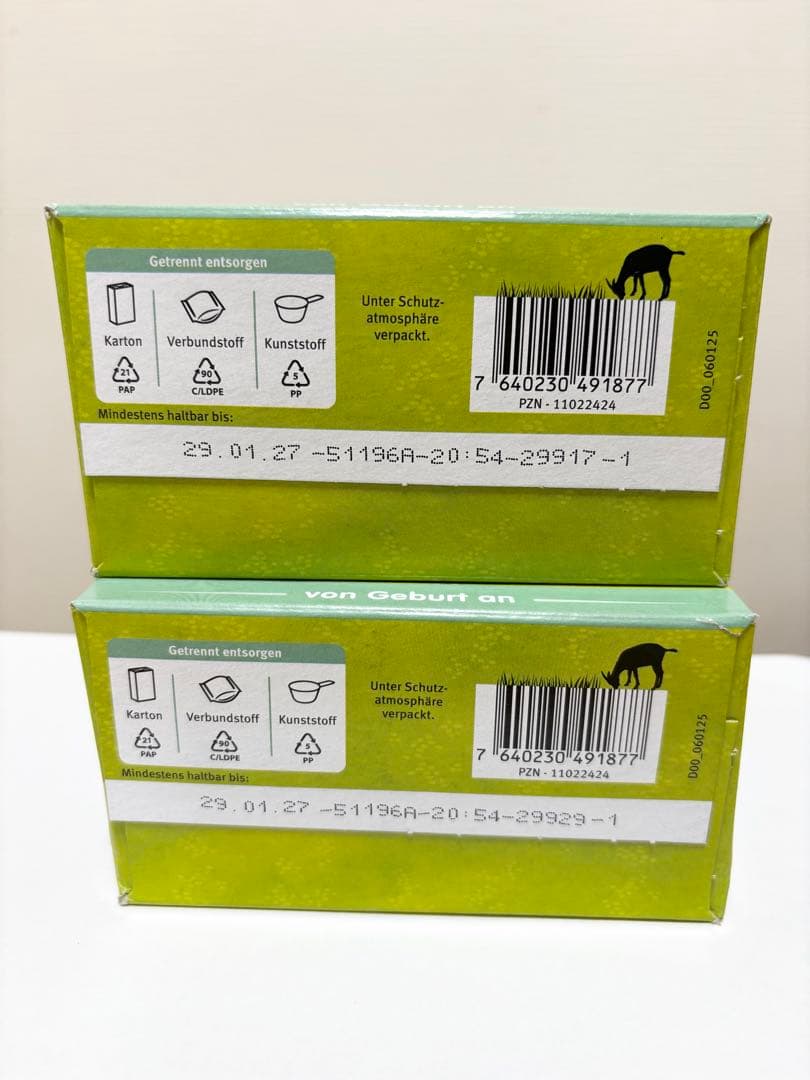 Getrennt entsorgen
Karton
Verbundstoff
Kunststoff
21
PAP
90
C/LDPE
5
PP
Unter Schutz-
atmosphäre
verpackt.
7 640230 491877
PZN - 11022424
D00_060125
Mindestens haltbar bis:
29.01.27 -51196A-20:54-29917-1
von Geburt an
Getrennt entsorgen
Karton
Verbundstoff
Kunststoff
21
PAP
90
C/LDPE
5
PP
Unter Schutz-
atmosphäre
verpackt.
7 640230 491877
PZN - 11022424
D00_060125
Mindestens haltbar bis:
29.01.27 -51196A-20:54-29929-1